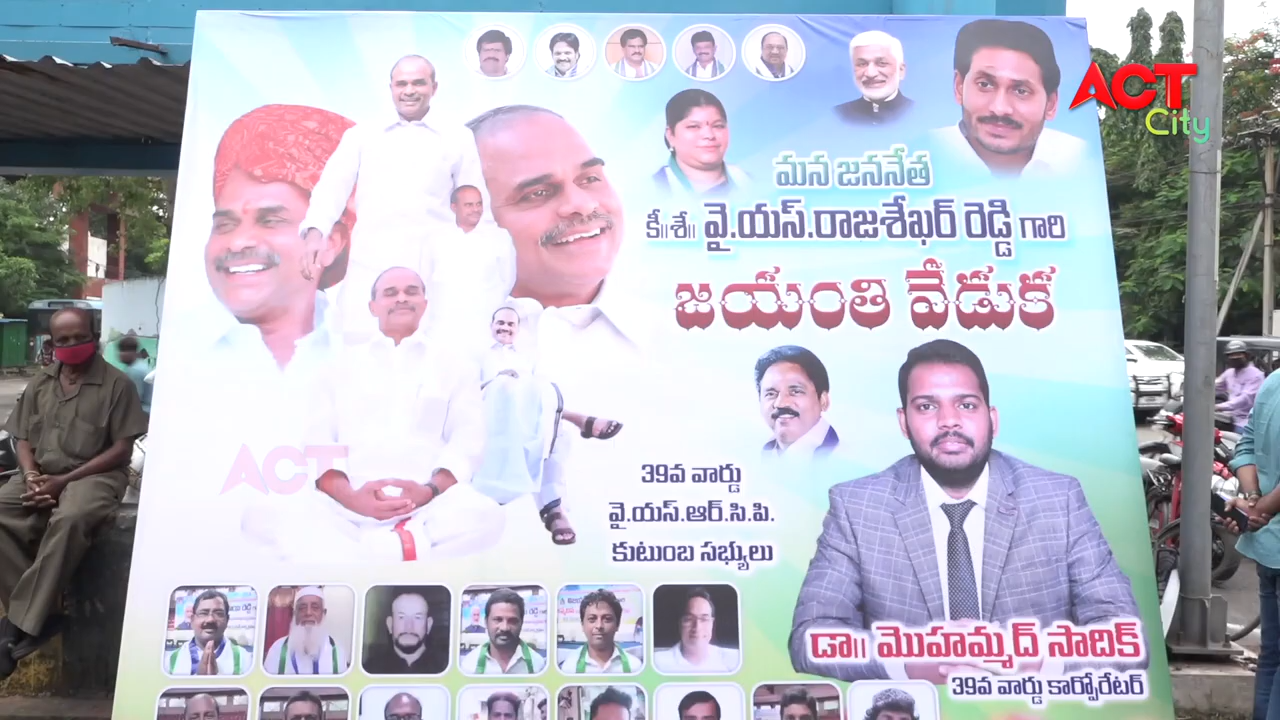 ACT
City
మన జననేత
కీ॥శే॥ వై.యస్.రాజశేఖర్ రెడ్డి గారి
జయంతి వేడుక
ACT
39వ వార్డు
వై.యస్.ఆర్.సి.పి.
కుటుంబ సభ్యులు
డా॥ మొహమ్మద్ సాదిక్
39వ వార్డు కార్పోరేటర్